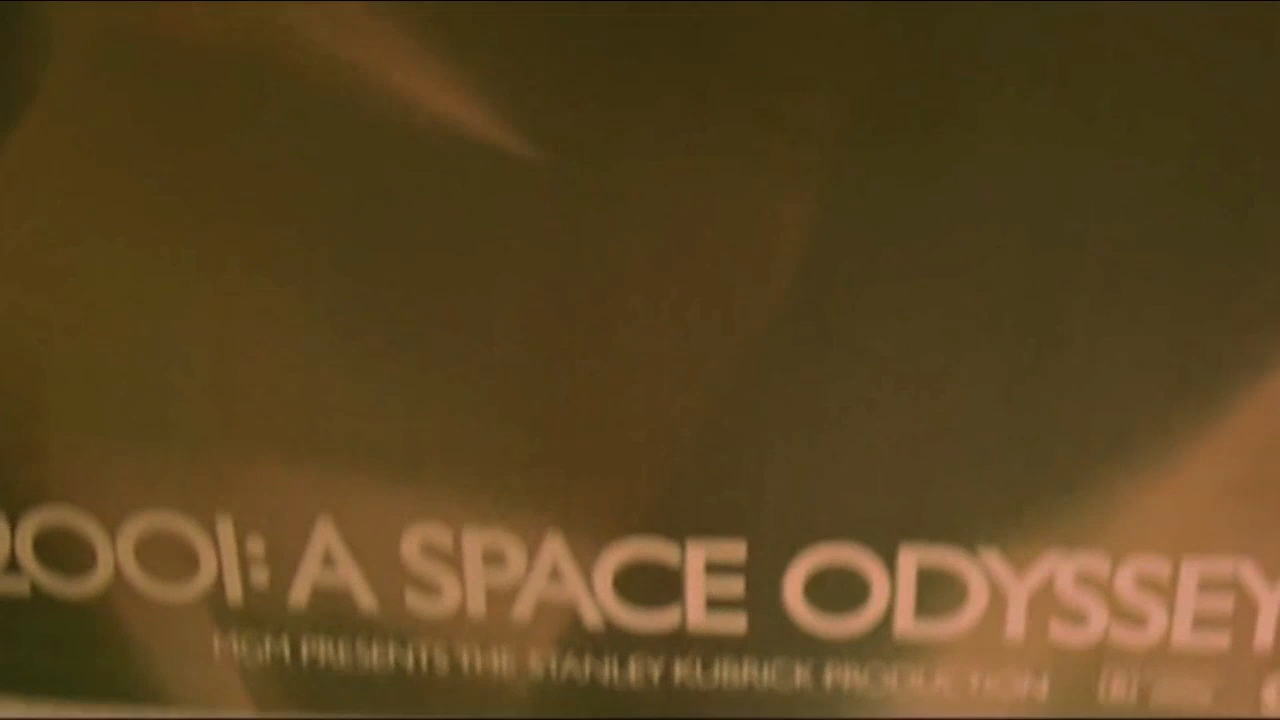 2001: A SPACE ODYSSEY
MGM PRESENTS THE STANLEY KUBRICK PRODUCTION